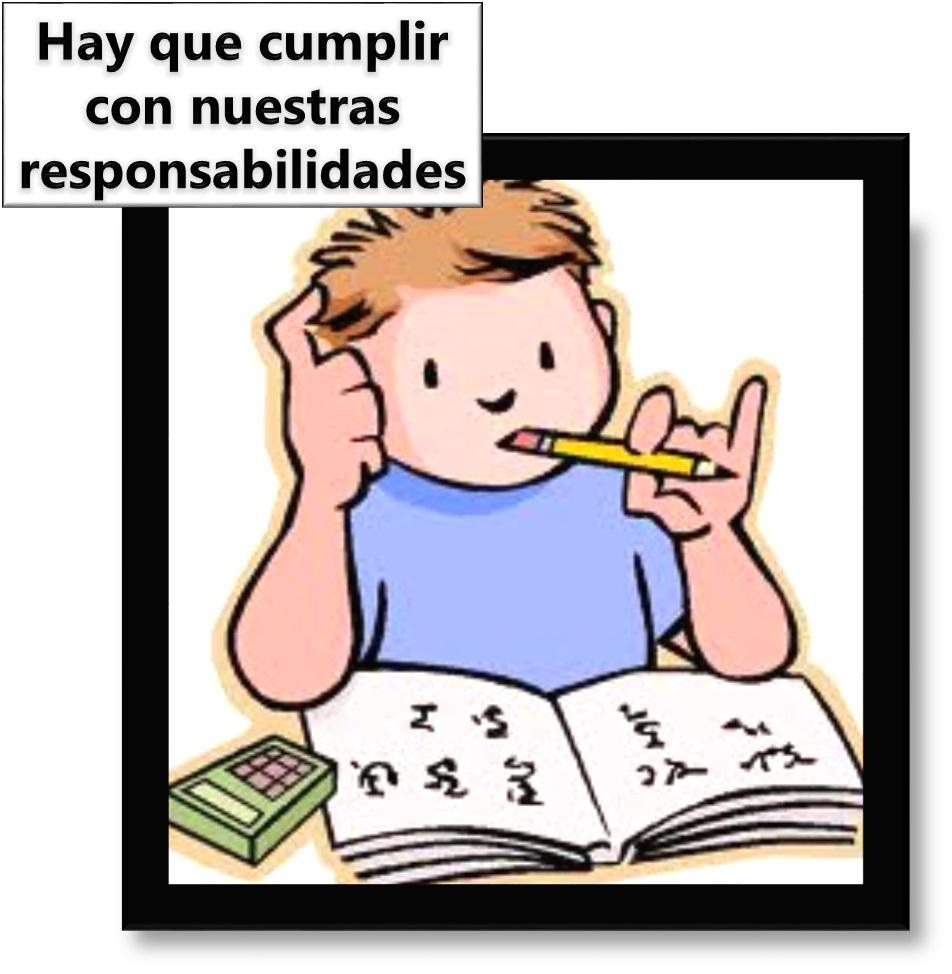 Hay que cumplir
con nuestras
responsabilidades